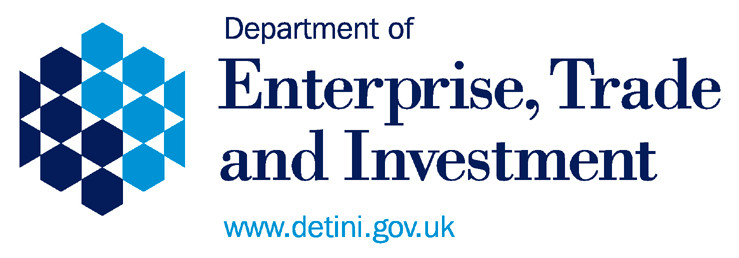 Department of
Enterprise, Trade
and Investment
www.detini.gov.uk